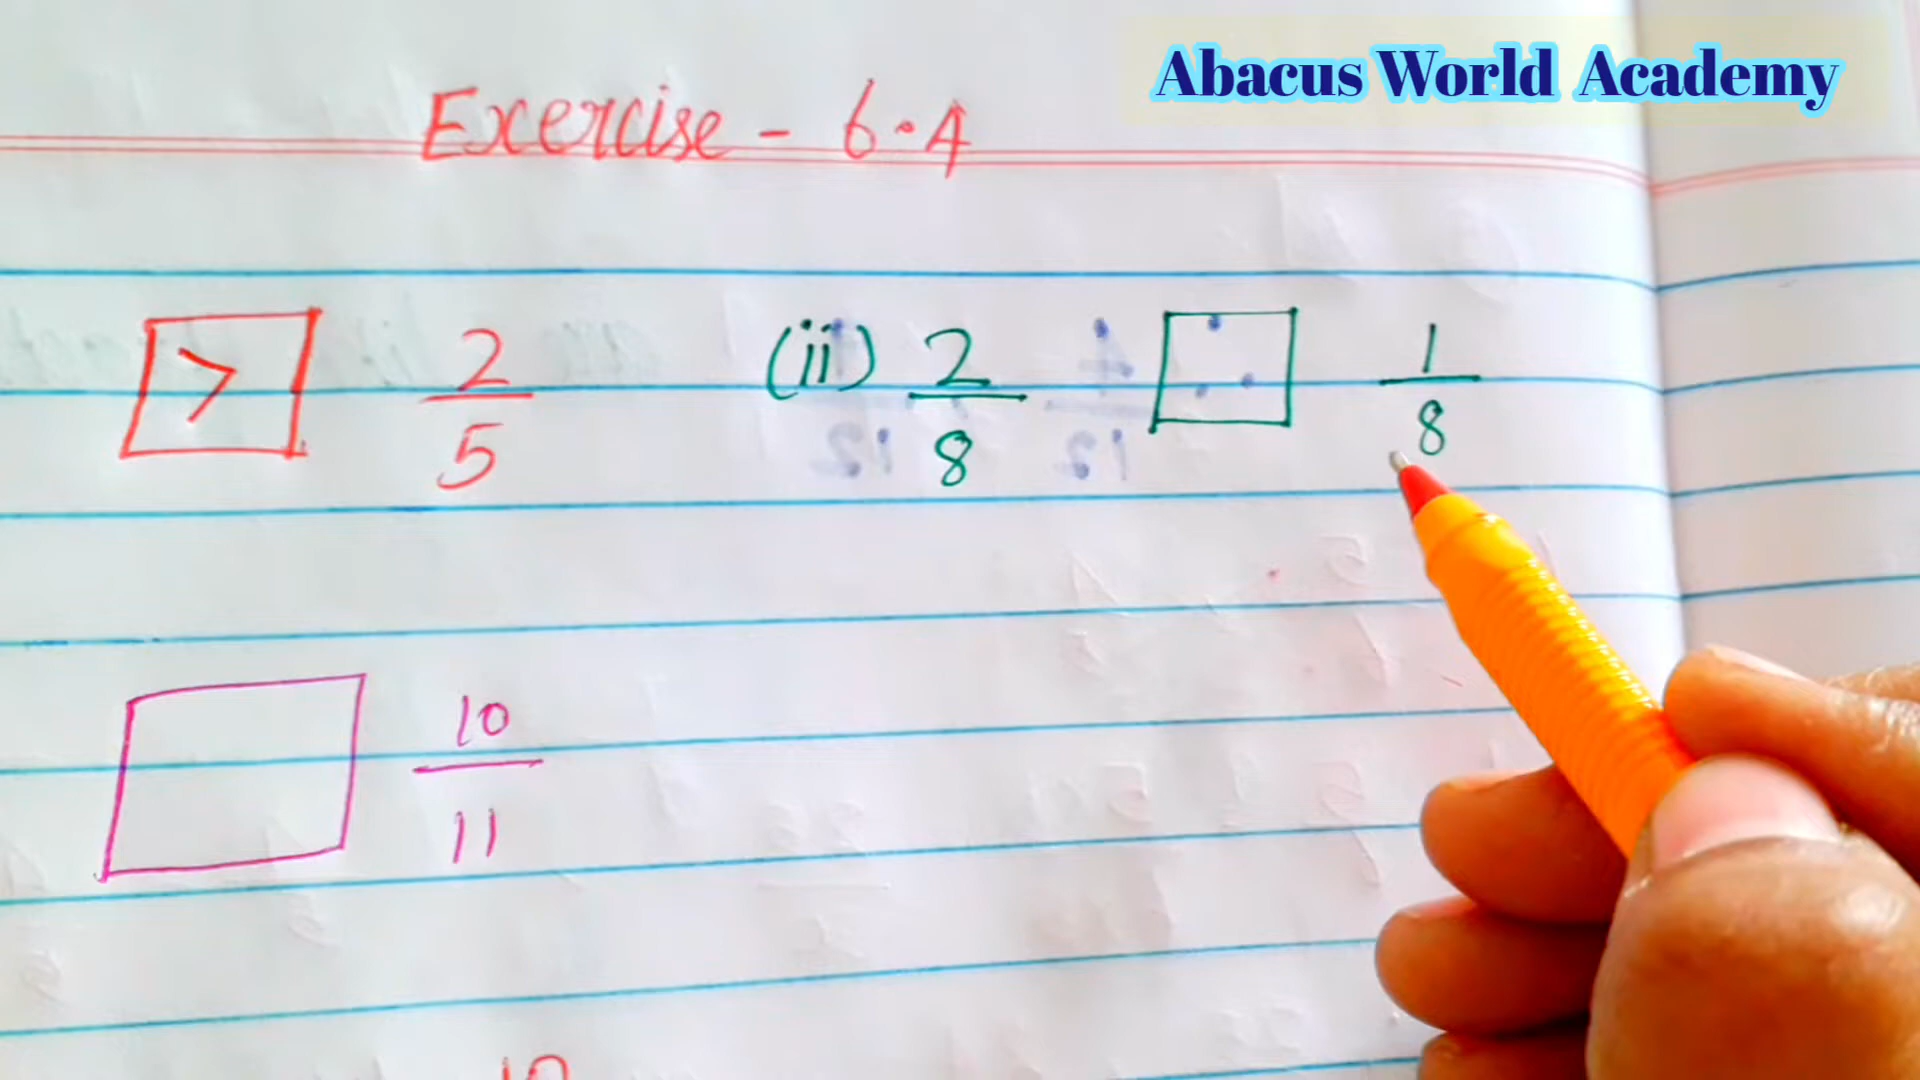 Abacus World Academy
Exercise - 6.4
> 2/5 (ii) 2/8 1/8
10/11